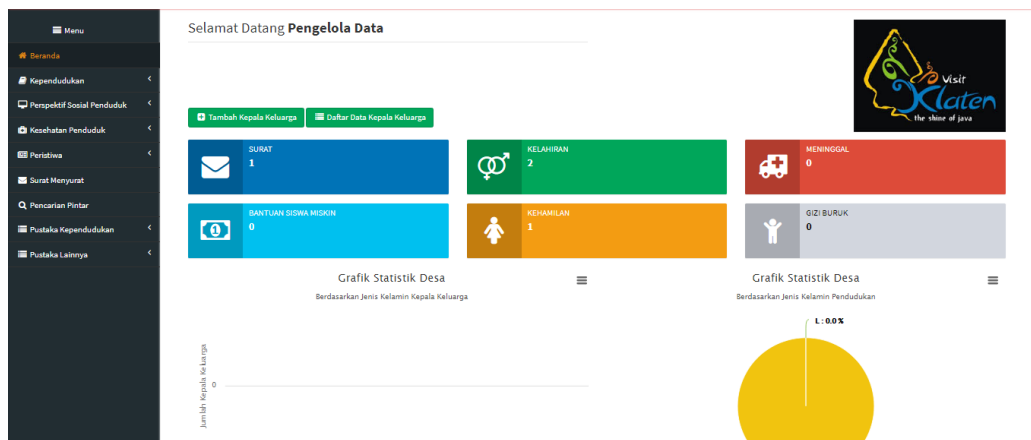 Menu
Beranda
Kependudukan
Perspektif Sosial Penduduk
Kesehatan Penduduk
Peristiwa
Surat Menyurat
Pencarian Pintar
Pustaka Kependudukan
Pustaka Lainnya
Selamat Datang Pengelola Data
Visit
Klaten
the shine of java
Tambah Kepala Keluarga
Daftar Data Kepala Keluarga
SURAT
1
KELAHIRAN
2
MENINGGAL
0
BANTUAN SISWA MISKIN
0
KEHAMILAN
1
GIZI BURUK
0
Grafik Statistik Desa
Berdasarkan Jenis Kelamin Kepala Keluarga
Jumlah Kepala Keluarga
0
Grafik Statistik Desa
Berdasarkan Jenis Kelamin Pendudukan
L : 0.0 %